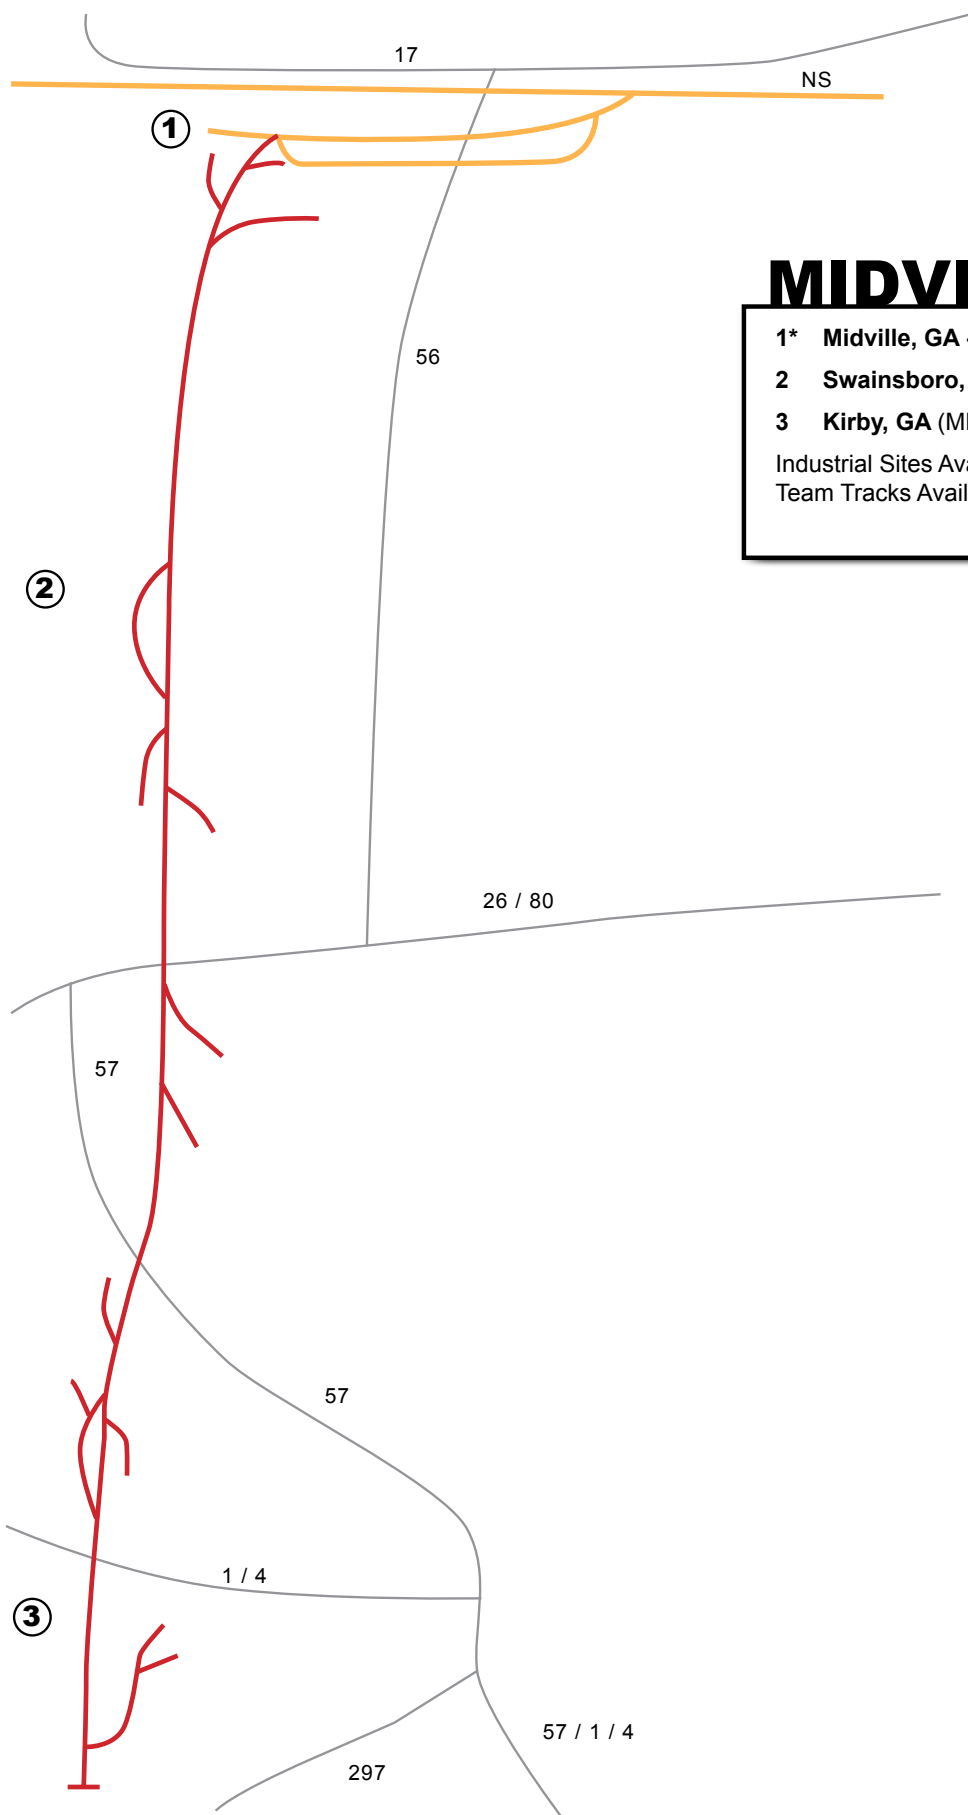 17
NS
1
MIDVI
56
1* Midville, GA
2 Swainsboro,
3 Kirby, GA (MI
Industrial Sites Ava
Team Tracks Avail
2
26 / 80
57
57
1 / 4
3
57 / 1 / 4
297